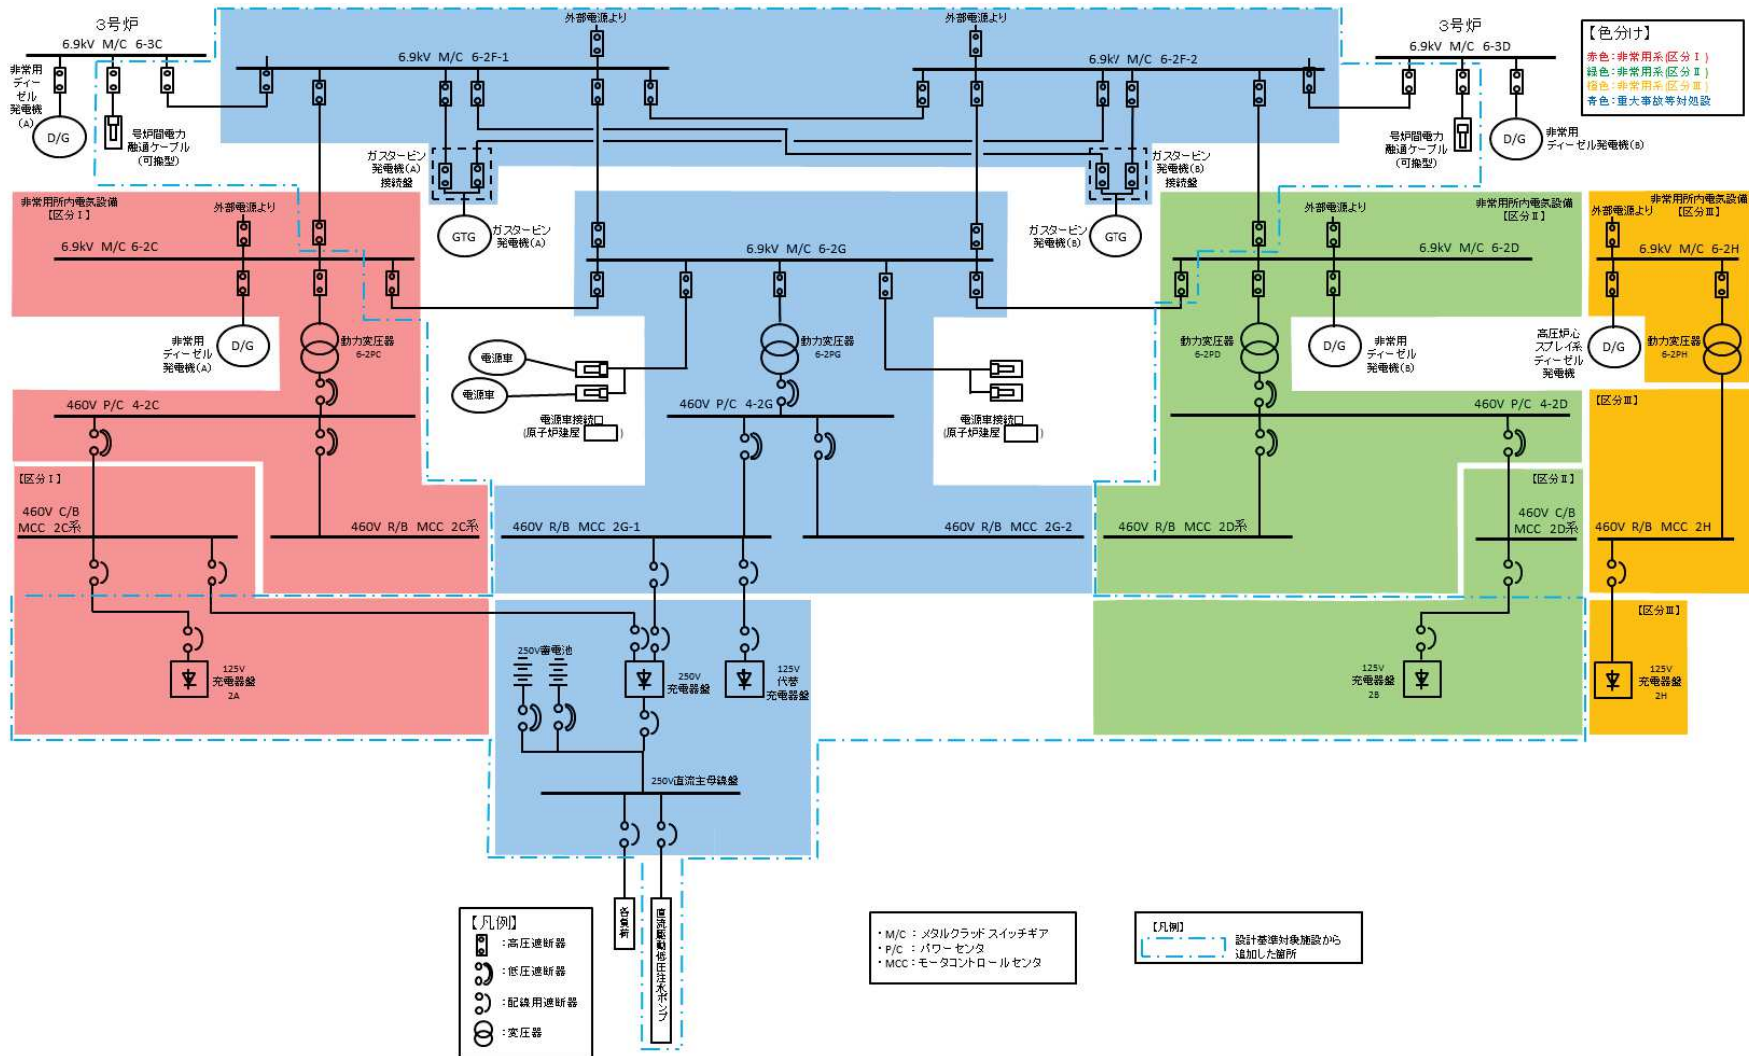 3号炉
6.9kV M/C 6-3C
非常用
ディー
ゼル
発電機
(A)
D/G
号炉間電力
融通ケーブル
(可搬型)
外部電源より
6.9kV M/C 6-2F-1
外部電源より
6.9kV M/C 6-2F-2
3号炉
6.9kV M/C 6-3D
号炉間電力
融通ケーブル
(可搬型)
D/G
非常用
ディーゼル発電機(B)
【色分け】
赤色:非常用系(区分Ⅰ)
緑色:非常用系(区分Ⅱ)
橙色:非常用系(区分Ⅲ)
青色:重大事故等対処設
ガスタービン
発電機(A)
接続盤
GTG
ガスタービン
発電機(A)
ガスタービン
発電機(B)
接続盤
ガスタービン
発電機(B)
GTG
非常用所内電気設備
【区分Ⅰ】
外部電源より
6.9kV M/C 6-2C
非常用
ディーゼル
発電機(A)
D/G
動力変圧器
6-2PC
6.9kV M/C 6-2G
動力変圧器
6-2PG
電源車
電源車
電源車接続口
(原子炉建屋 )
電源車接続口
(原子炉建屋 )
外部電源より
非常用所内電気設備
【区分Ⅱ】
6.9kV M/C 6-2D
動力変圧器
6-2PD
D/G
非常用
ディーゼル
発電機(B)
外部電源より
非常用所内電気設備
【区分Ⅲ】
6.9kV M/C 6-2H
高圧炉心
スプレイ系
ディーゼル
発電機
D/G
動力変圧器
6-2PH
460V P/C 4-2C
460V P/C 4-2G
460V P/C 4-2D
【区分Ⅲ】
【区分Ⅰ】
460V C/B
MCC 2C系
460V R/B MCC 2C系
460V R/B MCC 2G-1
460V R/B MCC 2G-2
460V R/B MCC 2D系
【区分Ⅱ】
460V C/B
MCC 2D系
460V R/B MCC 2H
125V
充電器盤
2A
250V蓄電池
250V
充電器盤
125V
代替
充電器盤
125V
充電器盤
2B
【区分Ⅲ】
125V
充電器盤
2H
250V直流主母線盤
各負荷
直流駆動低圧注水ポンプ
【凡例】
:高圧遮断器
:低圧遮断器
:配線用遮断器
:変圧器
・M/C : メタルクラッドスイッチギア
・P/C : パワーセンタ
・MCC : モータコントロールセンタ
【凡例】
設計基準対象施設から
追加した箇所